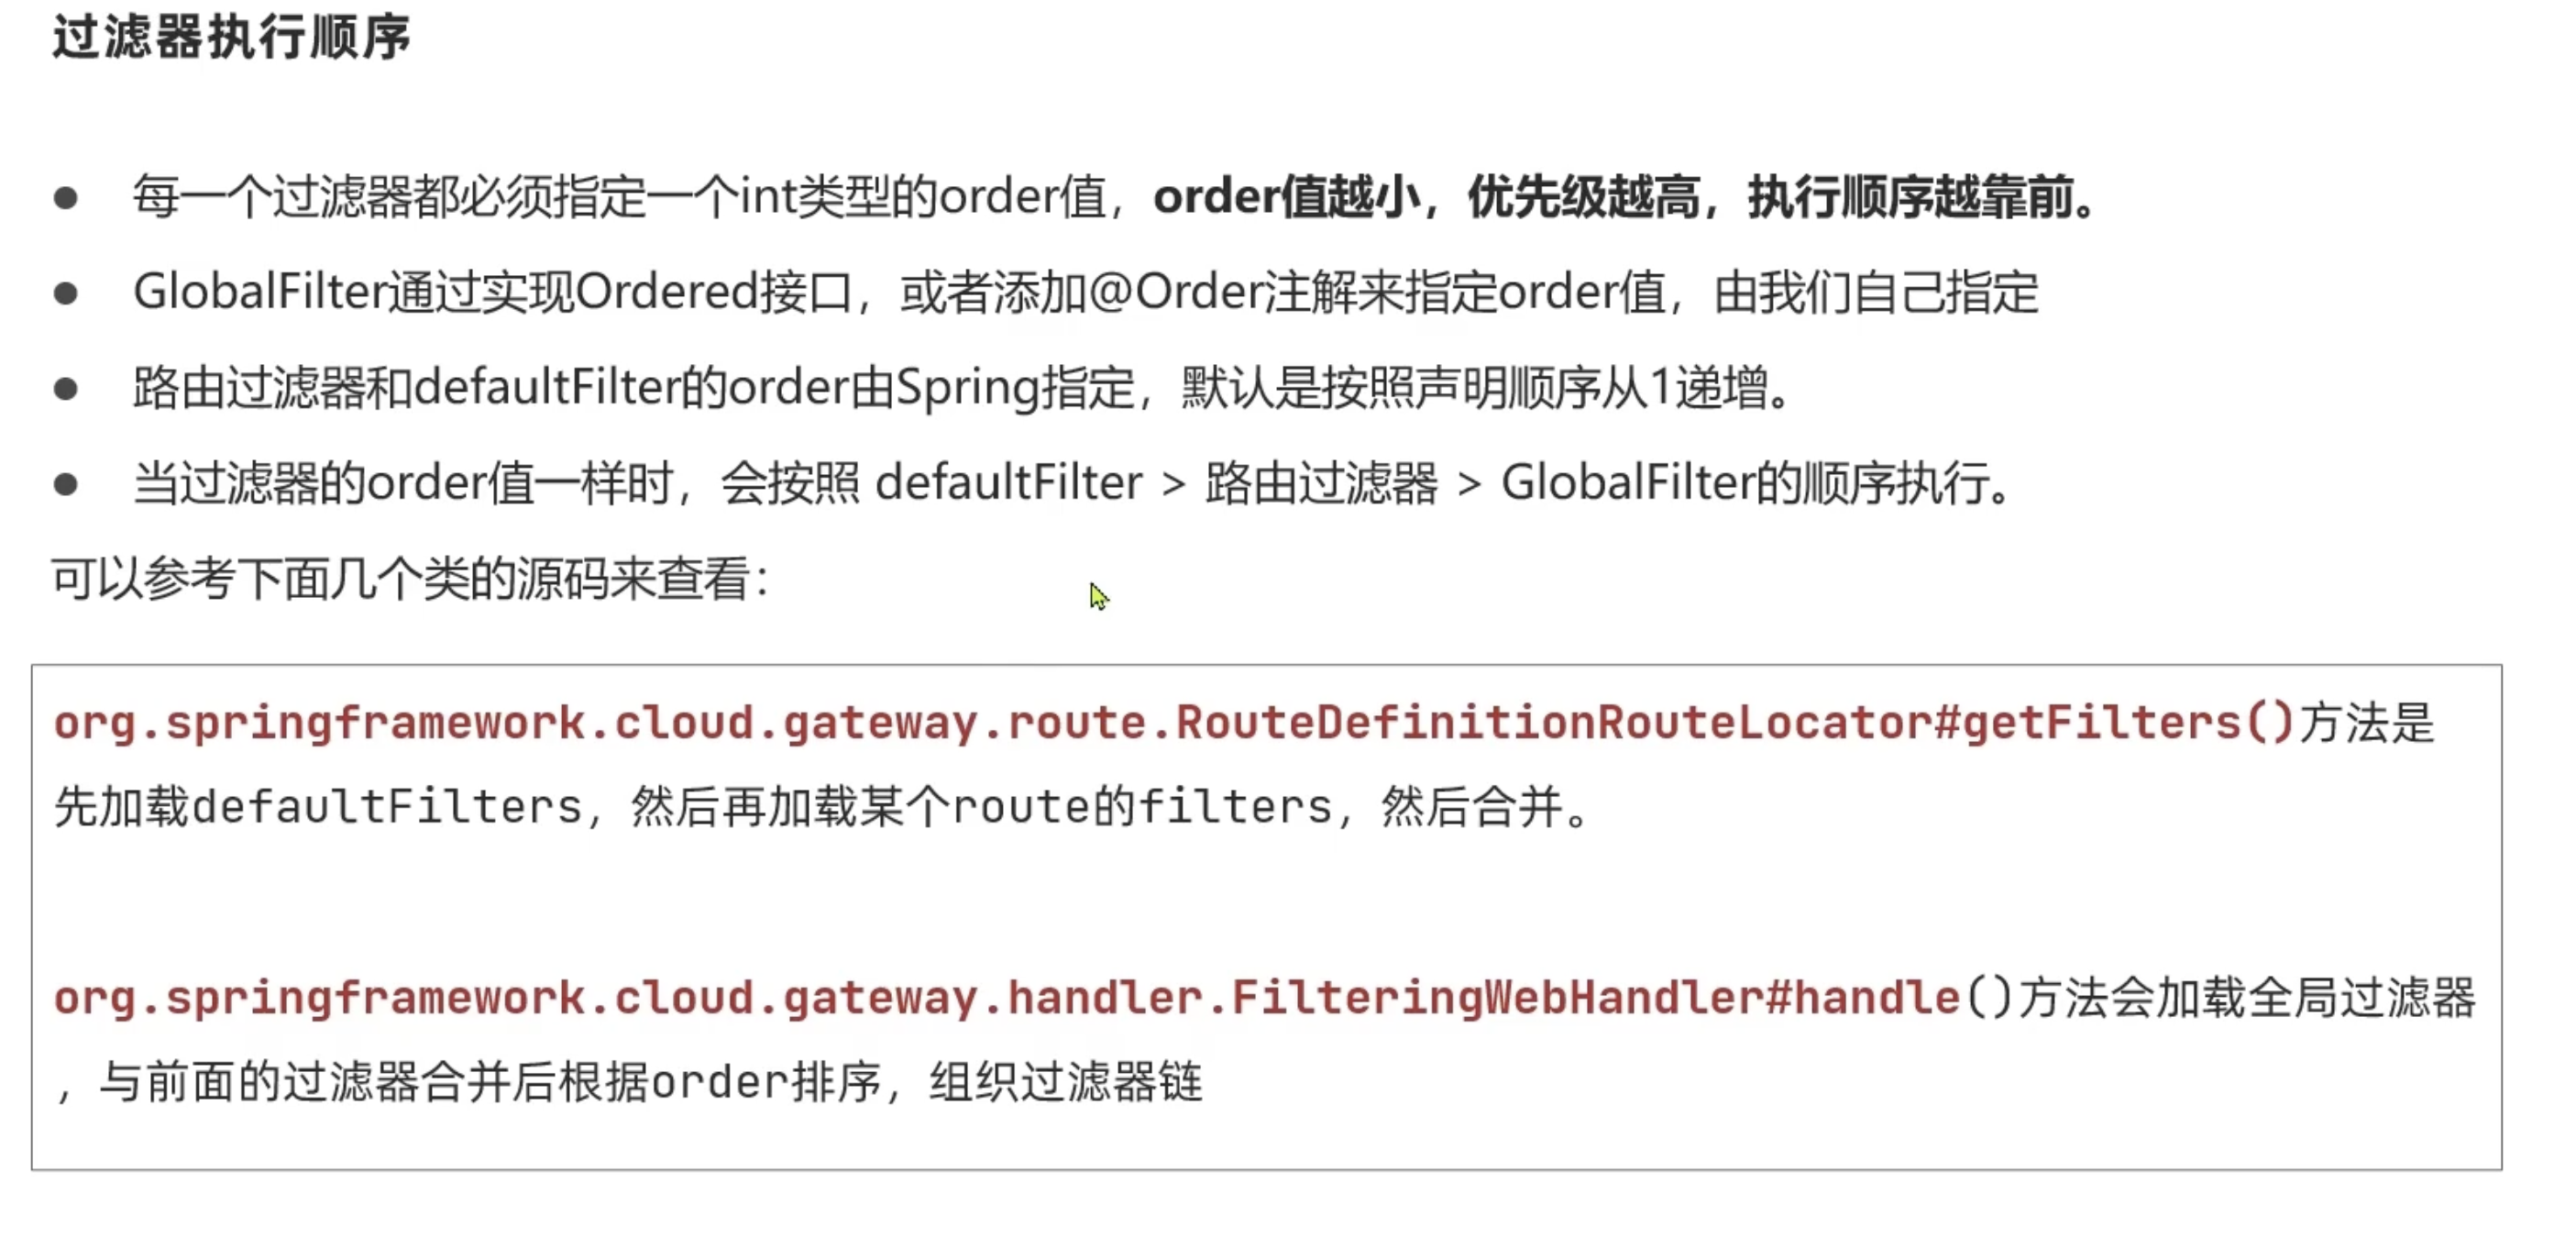 过滤器执行顺序
● 每一个过滤器都必须指定一个int类型的order值，order值越小，优先级越高，执行顺序越靠前。
● GlobalFilter通过实现Ordered接口，或者添加@Order注解来指定order值，由我们自己指定
● 路由过滤器和defaultFilter的order由Spring指定，默认是按照声明顺序从1递增。
● 当过滤器的order值一样时，会按照 defaultFilter > 路由过滤器 > GlobalFilter的顺序执行。
可以参考下面几个类的源码来查看：
org.springframework.cloud.gateway.route.RouteDefinitionRouteLocator#getFilters()方法是
先加载defaultFilters，然后再加载某个route的filters，然后合并。
org.springframework.cloud.gateway.handler.FilteringWebHandler#handle()方法会加载全局过滤器
，与前面的过滤器合并后根据order排序，组织过滤器链